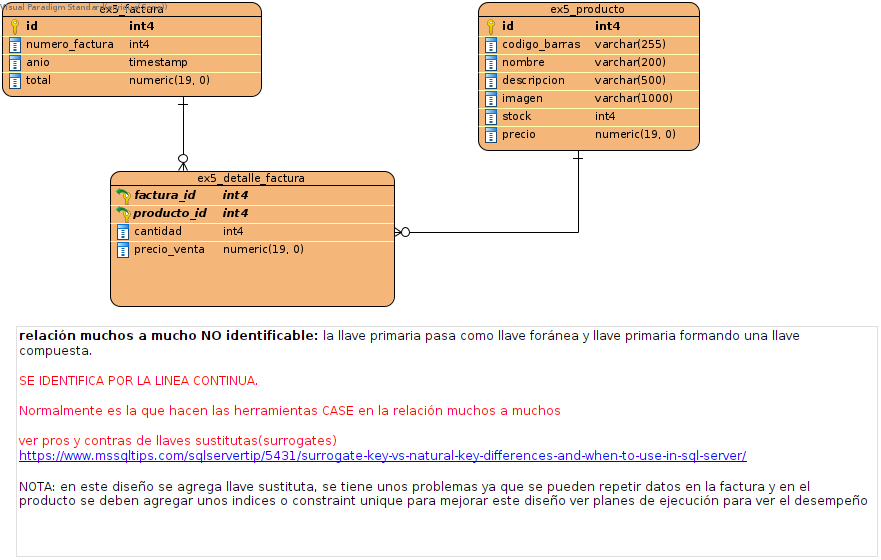 Visual Paradigm Standard
ex5_factura
id int4
numero_factura int4
anio timestamp
total numeric(19, 0)
ex5_producto
id int4
codigo_barras varchar(255)
nombre varchar(200)
descripcion varchar(500)
imagen varchar(1000)
stock int4
precio numeric(19, 0)
ex5_detalle_factura
factura_id int4
producto_id int4
cantidad int4
precio_venta numeric(19, 0)
relación muchos a mucho NO identificable: la llave primaria pasa como llave foránea y llave primaria formando una llave
compuesta.
SE IDENTIFICA POR LA LINEA CONTINUA.
Normalmente es la que hacen las herramientas CASE en la relación muchos a muchos
ver pros y contras de llaves sustitutas(surrogates)
https://www.mssqltips.com/sqlservertip/5431/surrogate-key-vs-natural-key-differences-and-when-to-use-in-sql-server/
NOTA: en este diseño se agrega llave sustituta, se tiene unos problemas ya que se pueden repetir datos en la factura y en el
producto se deben agregar unos indices o constraint unique para mejorar este diseño ver planes de ejecución para ver el desempeño